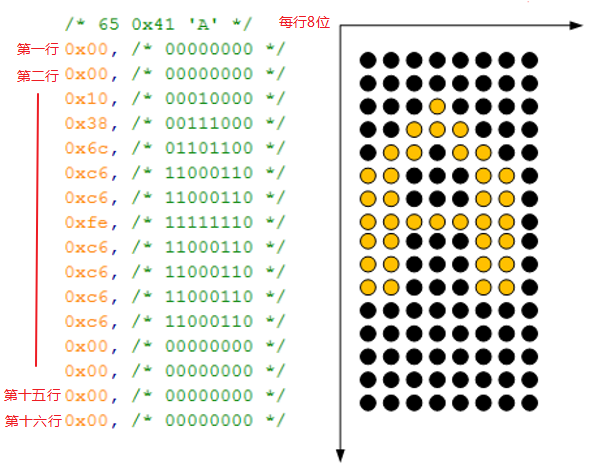 /* 65 0x41 'A' */ 每行8位
第一行 0x00, /* 00000000 */
第二行 0x00, /* 00000000 */
0x10, /* 00010000 */
0x38, /* 00111000 */
0x6c, /* 01101100 */
0xc6, /* 11000110 */
0xc6, /* 11000110 */
0xfe, /* 11111110 */
0xc6, /* 11000110 */
0xc6, /* 11000110 */
0xc6, /* 11000110 */
0xc6, /* 11000110 */
0x00, /* 00000000 */
0x00, /* 00000000 */
第十五行 0x00, /* 00000000 */
第十六行 0x00, /* 00000000 */